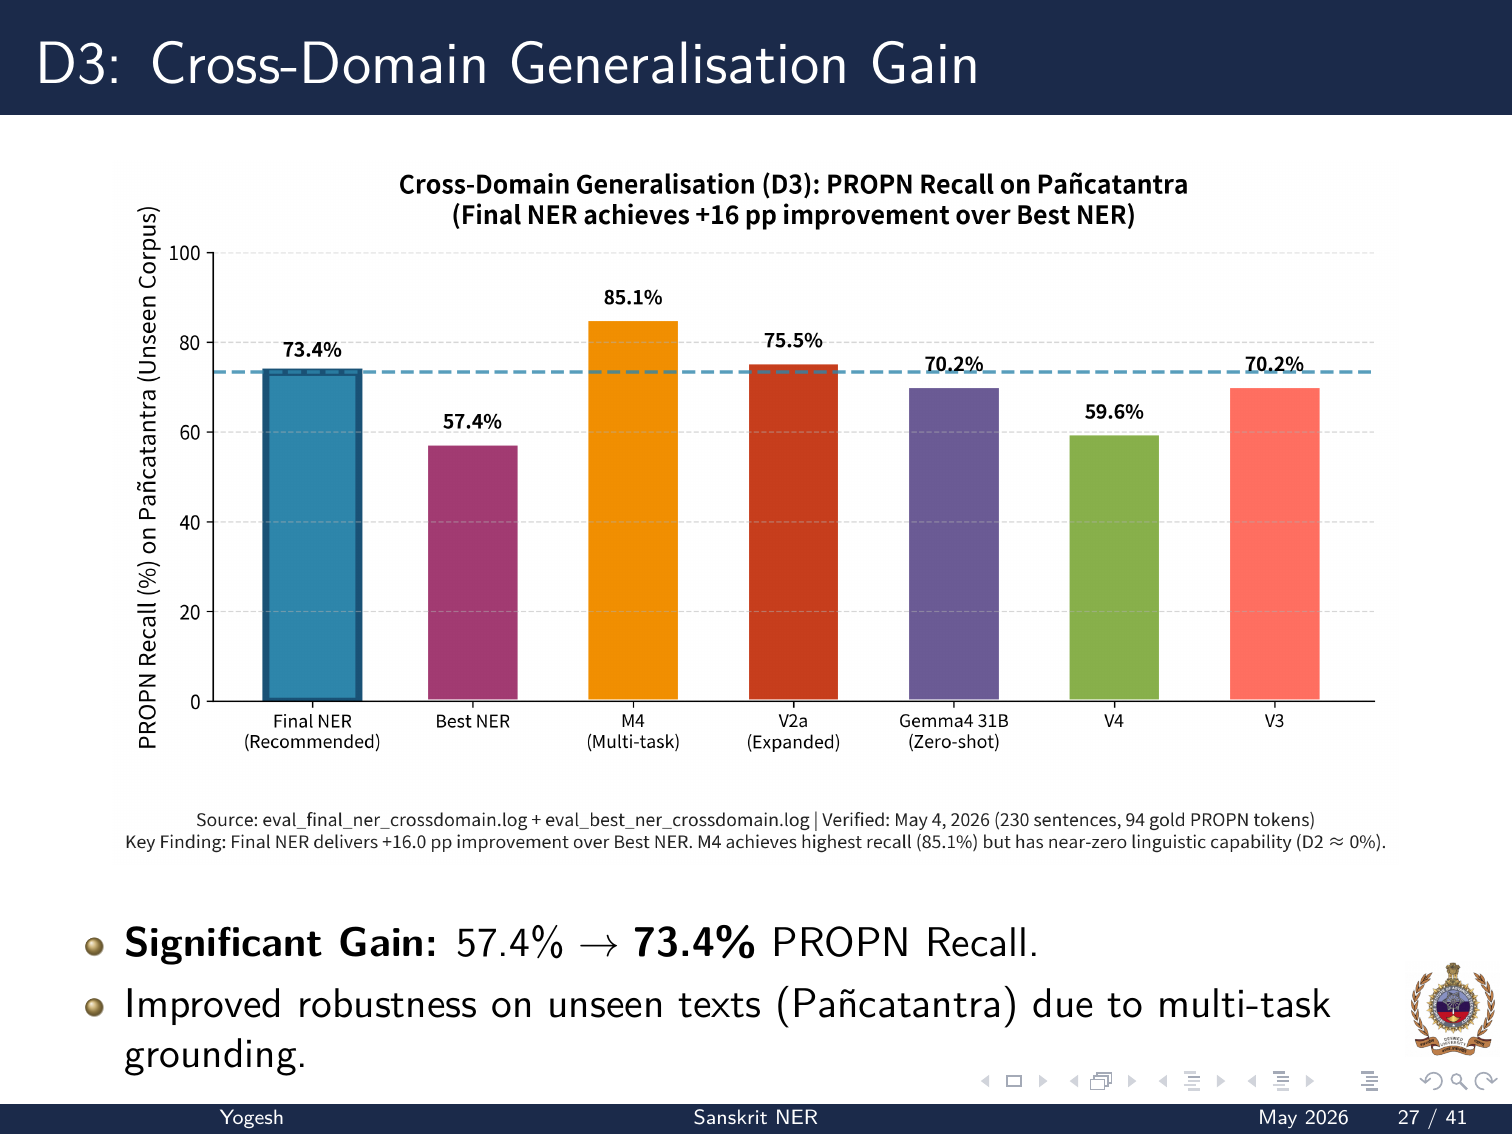 D3: Cross-Domain Generalisation Gain
Cross-Domain Generalisation (D3): PROPN Recall on Pañcatantra
(Final NER achieves +16 pp improvement over Best NER)
PROPN Recall (%) on Pañcatantra (Unseen Corpus)
100
80
60
40
20
0
73.4%
57.4%
85.1%
75.5%
70.2%
59.6%
70.2%
Final NER
(Recommended)
Best NER
M4
(Multi-task)
V2a
(Expanded)
Gemma4 31B
(Zero-shot)
V4
V3
Source: eval_final_ner_crossdomain.log + eval_best_ner_crossdomain.log | Verified: May 4, 2026 (230 sentences, 94 gold PROPN tokens)
Key Finding: Final NER delivers +16.0 pp improvement over Best NER. M4 achieves highest recall (85.1%) but has near-zero linguistic capability (D2 ≈ 0%).
Significant Gain: 57.4% → 73.4% PROPN Recall.
Improved robustness on unseen texts (Pañcatantra) due to multi-task
grounding.
Yogesh
Sanskrit NER
May 2026
27 / 41